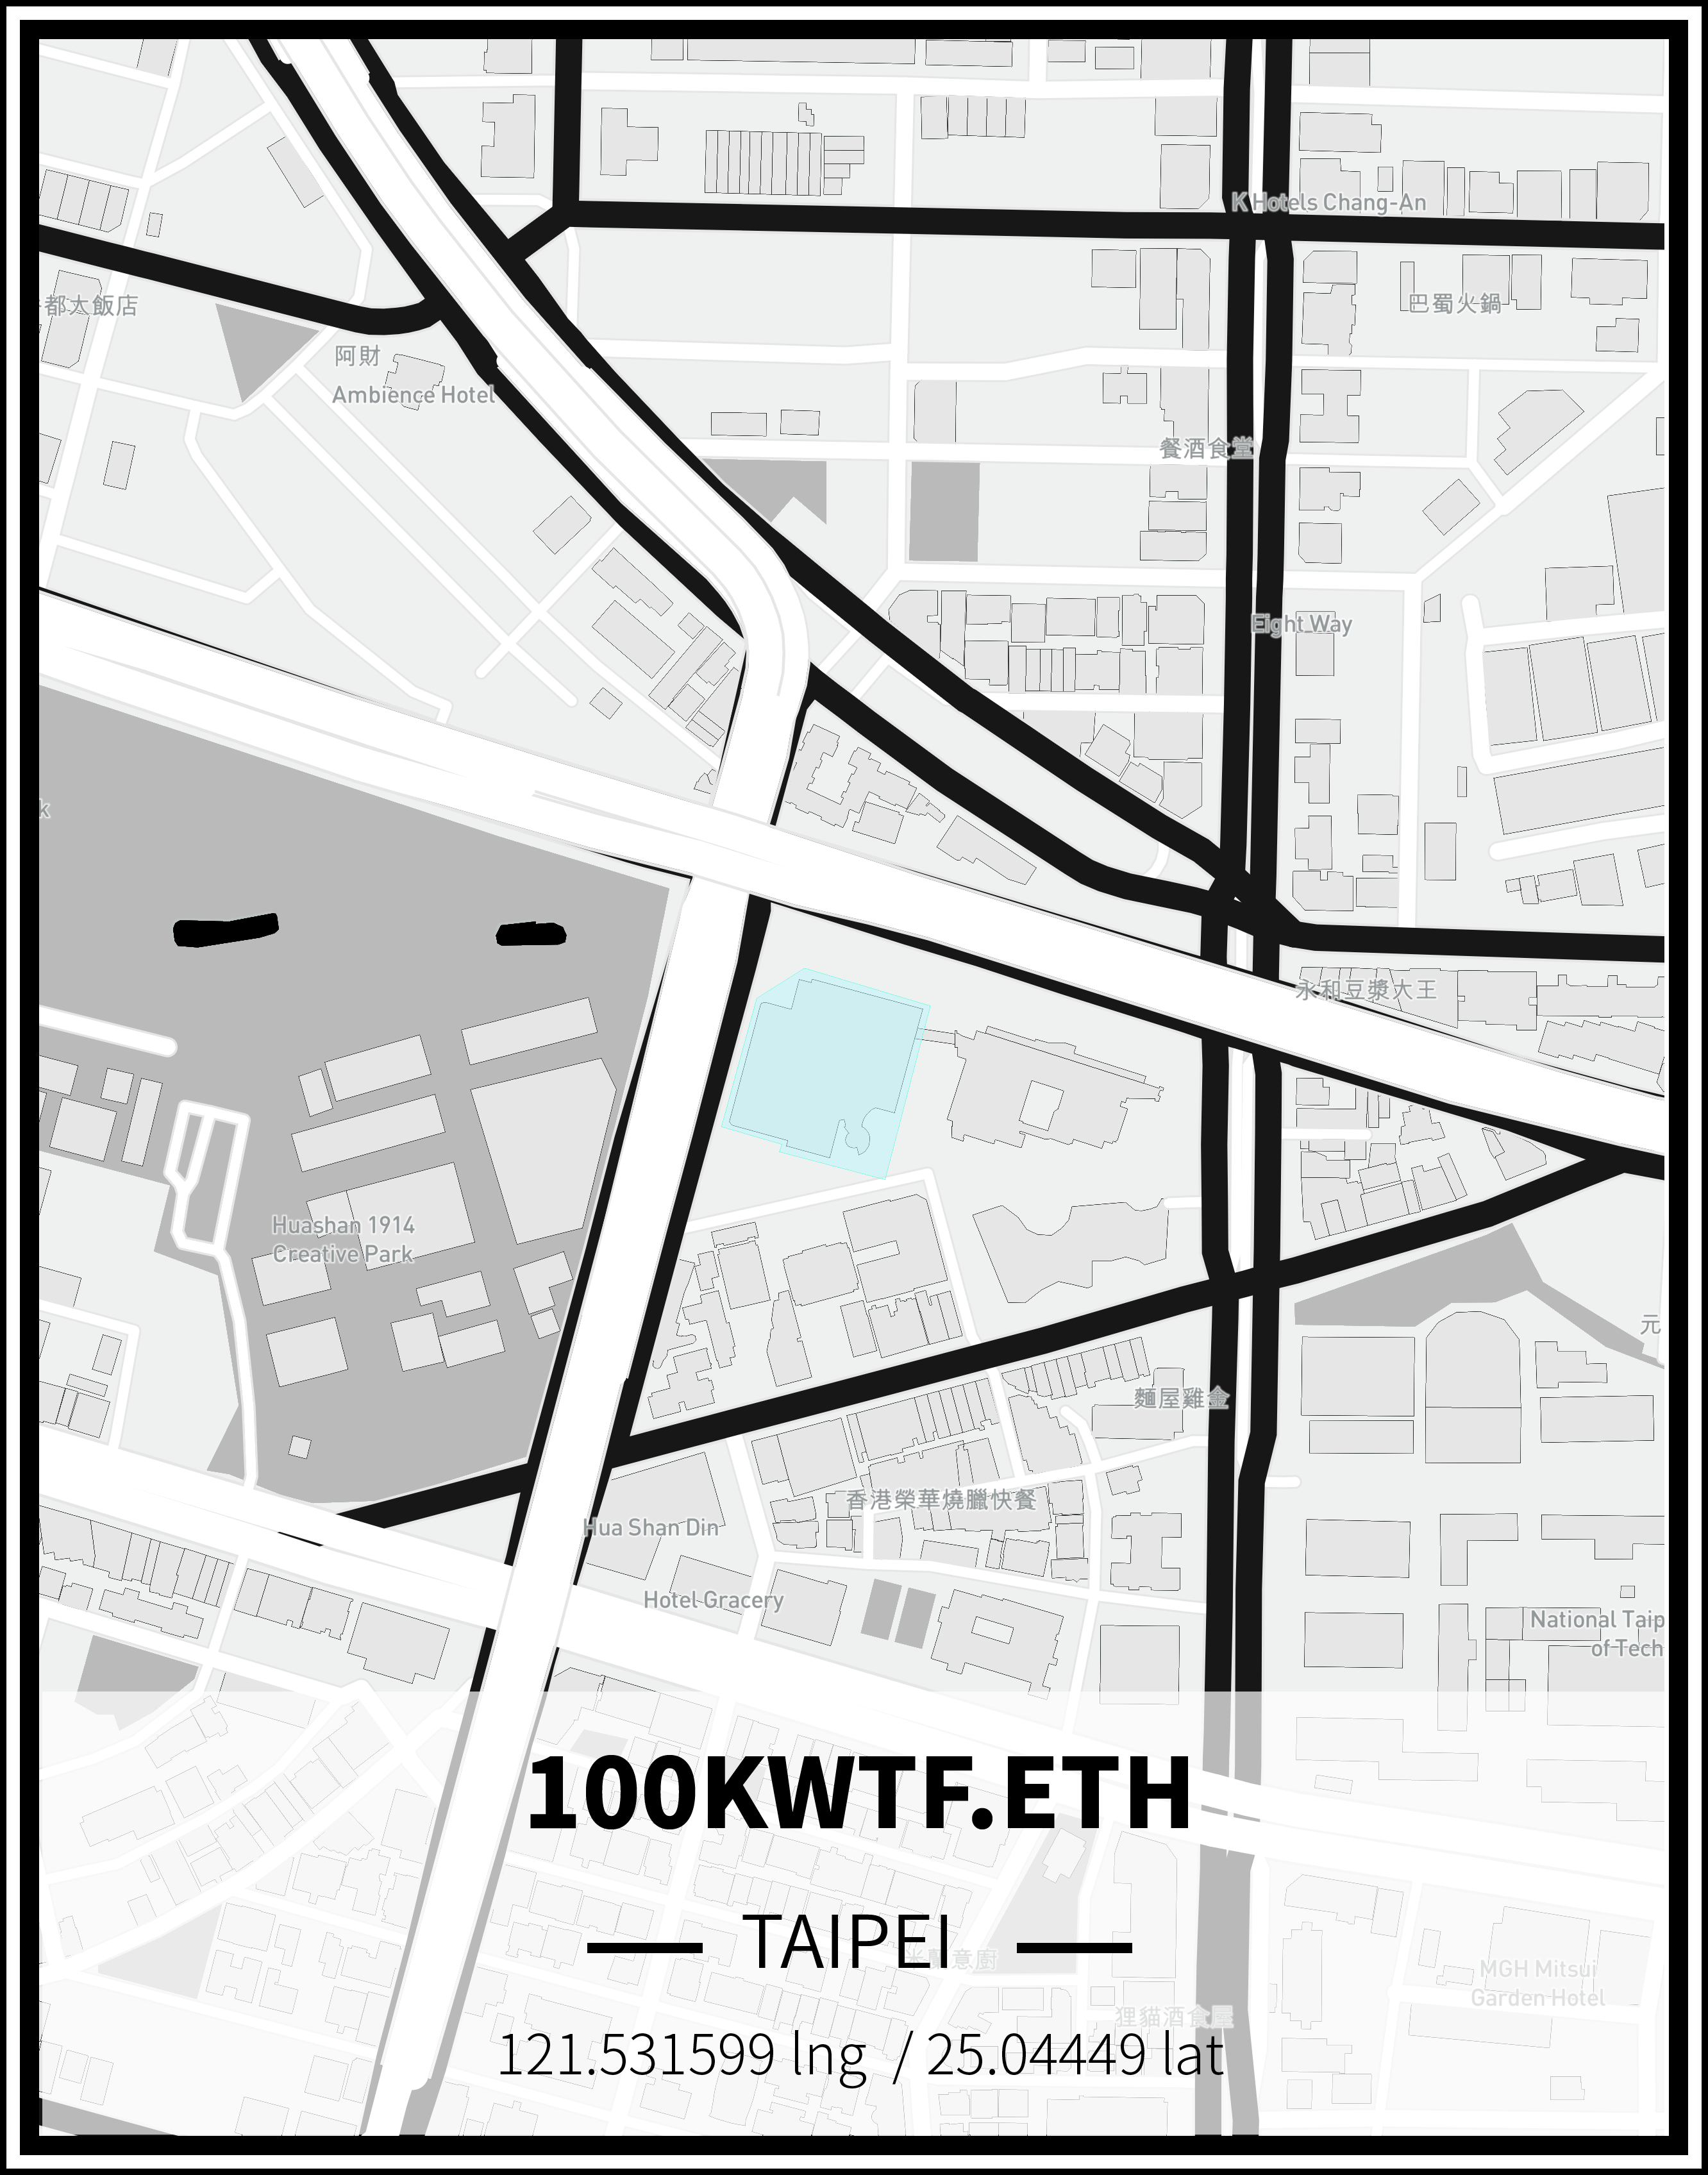 K Hotels Chang-An
都大飯店
巴蜀火鍋
阿財
Ambience Hotel
餐酒食堂
Eight Way
k
永和豆漿大王
Huashan 1914
Creative Park
元
麵屋雞金
香港榮華燒臘快餐
Hua Shan Din
Hotel Gracery
National Taip
of Tech
100KWTF.ETH
TAIPEI
意廚
MGH Mitsui
Garden Hotel
狸貓酒食屋
121.531599 lng / 25.04449 lat